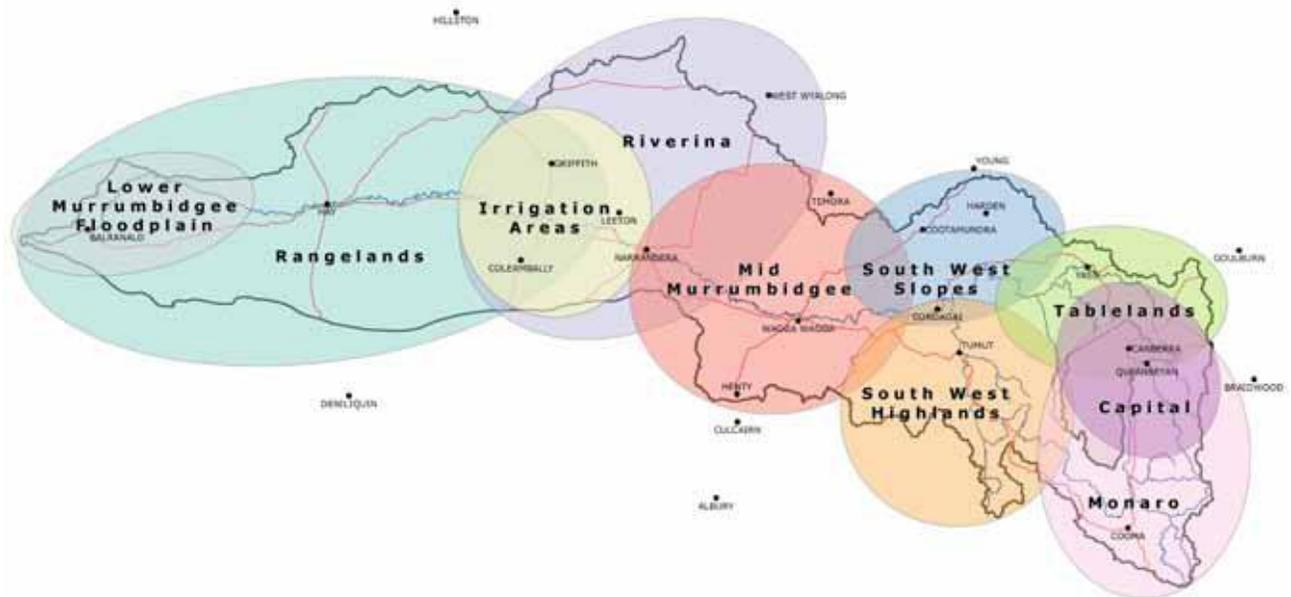 HILLSTON
WEST WYALONG
Riverina
GRIFFITH
YOUNG
Lower
Murrumbidgee
Floodplain
HAY
TEMORA
HARDEN
Irrigation
Areas
LEETON
COOTAMUNDRA
BALRANALD
Rangelands
COLEAMBALLY
NARRANDERA
Mid
Murrumbidgee
South West
Slopes
YASS
GOULBURN
WAGGA WAGGA
GUNDAGAI
Tablelands
TUMUT
CANBERRA
QUEANBEYAN
DENILIQUIN
HENTY
South West
Highlands
Capital
BRAIDWOOD
CULCAIRN
ALBURY
Monaro
COOMA